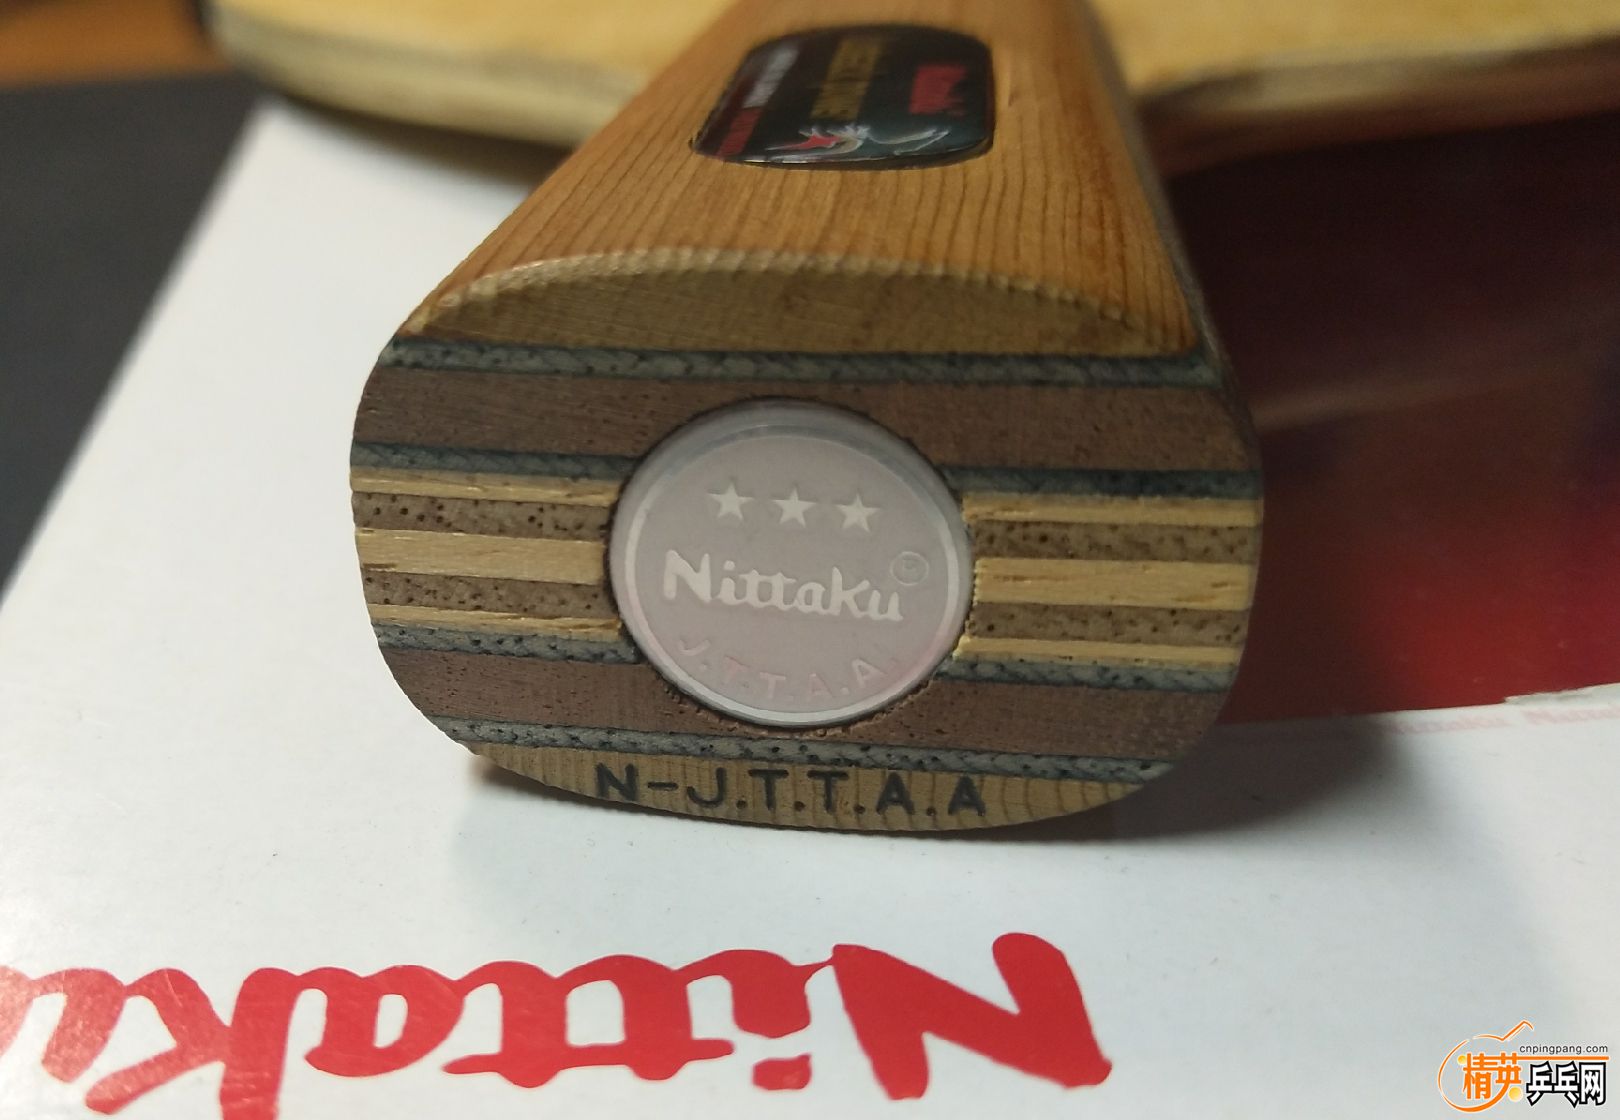 ★★★
Nittaku
J.T.T.A.A.
N-J.T.T.A.A
Nittaku
cnpingpang.com
精英乒乓网